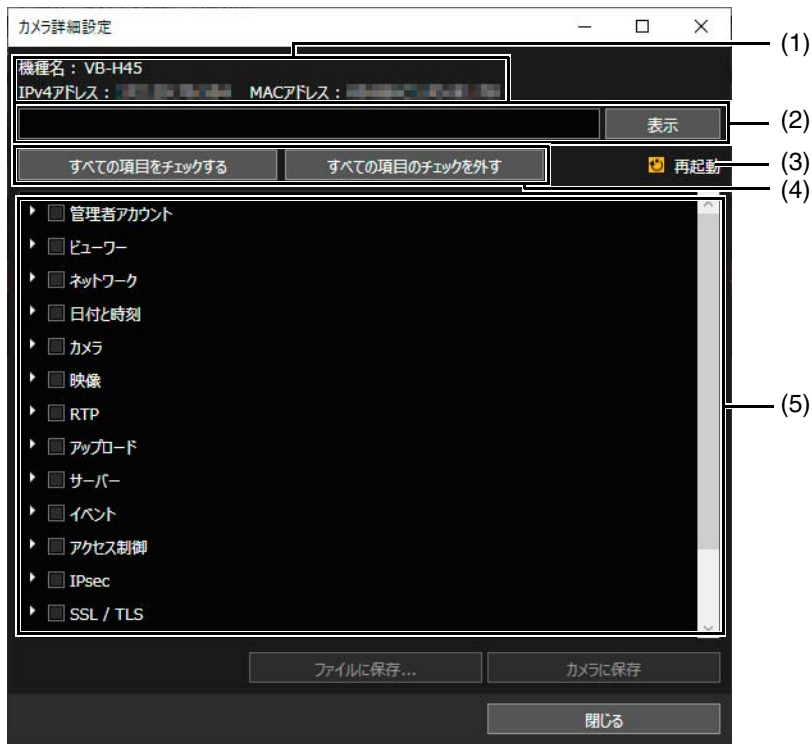 カメラ詳細設定
(1)
機種名： VB-H45
IPv4アドレス： MACアドレス：
表示
(2)
すべての項目をチェックする すべての項目のチェックを外す 再起動
(3)
(4)
管理者アカウント
ビューワー
ネットワーク
日付と時刻
カメラ
映像
RTP
(5)
アップロード
サーバー
イベント
アクセス制御
IPsec
SSL / TLS
ファイルに保存... カメラに保存
閉じる